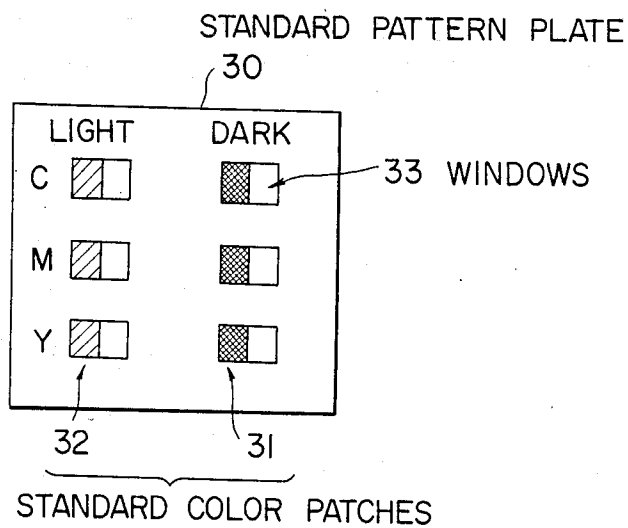 STANDARD PATTERN PLATE
30
LIGHT DARK
C
33 WINDOWS
M
Y
32 31
STANDARD COLOR PATCHES